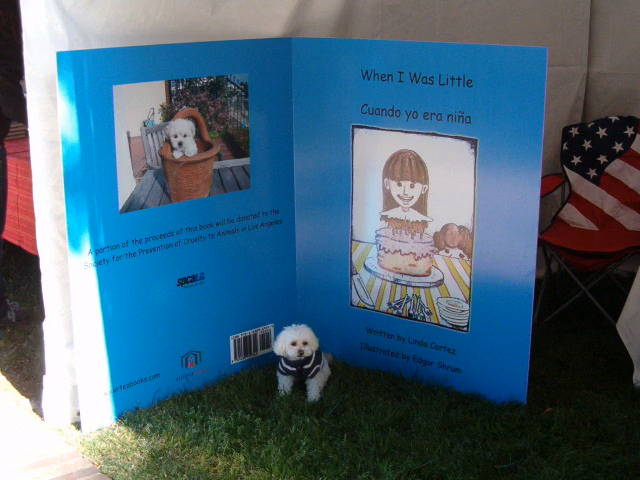 A portion of the proceeds of this book will be donated to the
Society for the Prevention of Cruelty to Animals in Los Angeles
spcaLA
When I Was Little
Cuando yo era niña
Written by Linda Cortez
Illustrated by Edgar Shrum